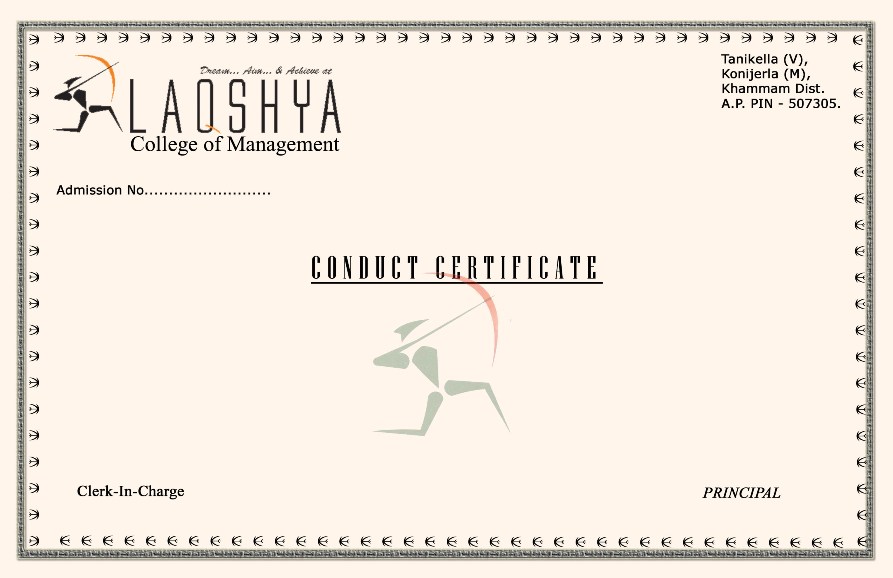 Dream... Aim... & Achieve at
LAQSHYA
College of Management
Tanikella (V),
Konijerla (M),
Khammam Dist.
A.P. PIN - 507305.
Admission No..........................
CONDUCT CERTIFICATE
Clerk-In-Charge
PRINCIPAL